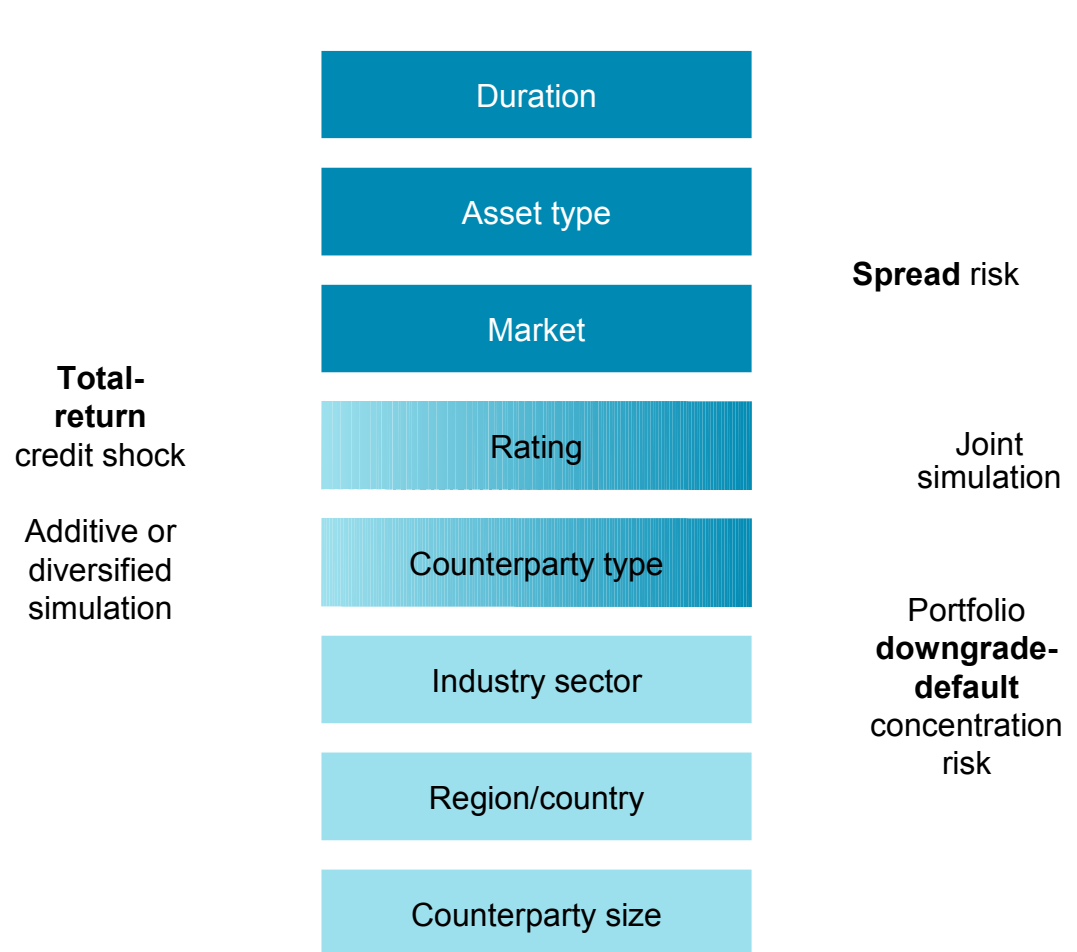 Duration
Asset type
Market
Rating
Counterparty type
Industry sector
Region/country
Counterparty size
Total-
return
credit shock
Additive or
diversified
simulation
Spread risk
Joint
simulation
Portfolio
downgrade-
default
concentration
risk